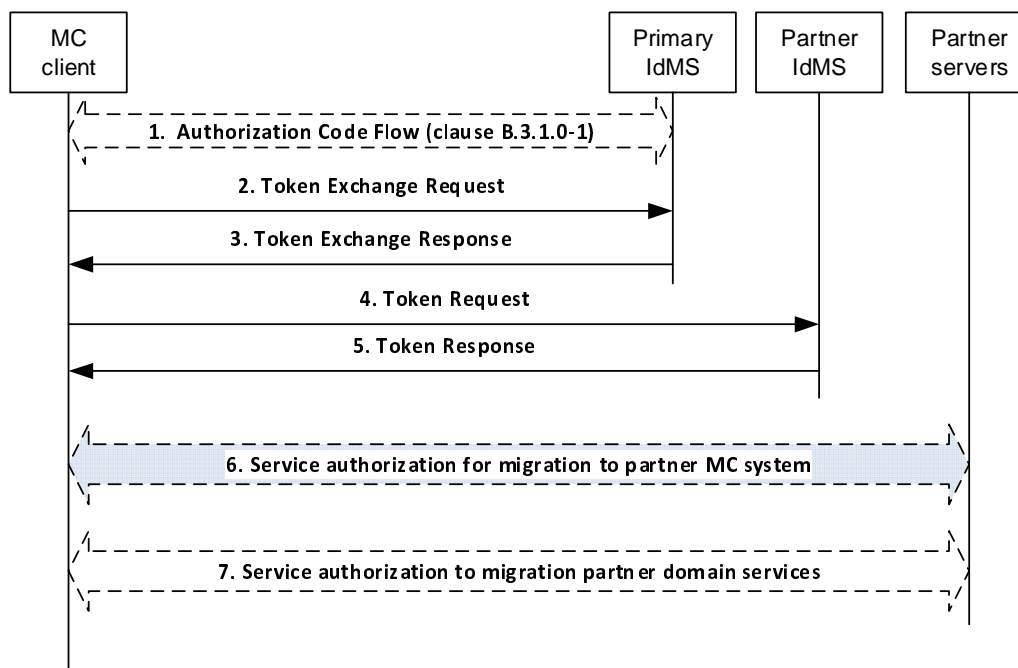 MC
client
Primary
IdMS
Partner
IdMS
Partner
servers
1. Authorization Code Flow (clause B.3.1.0-1)
2. Token Exchange Request
3. Token Exchange Response
4. Token Request
5. Token Response
6. Service authorization for migration to partner MC system
7. Service authorization to migration partner domain services